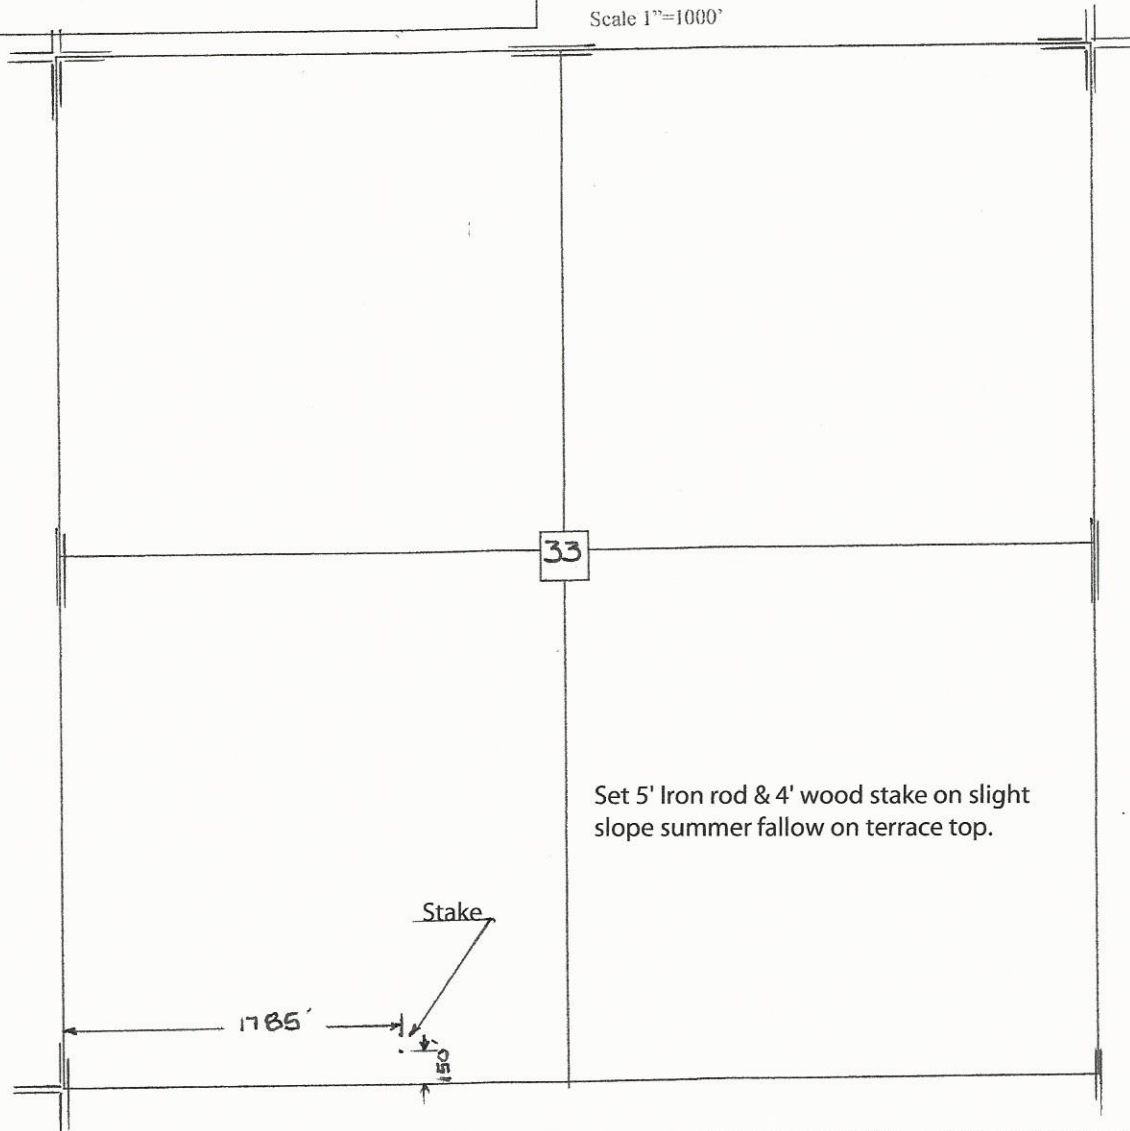 Scale 1”=1000’
33
Set 5' Iron rod & 4' wood stake on slight
slope summer fallow on terrace top.
Stake
1785'
150'